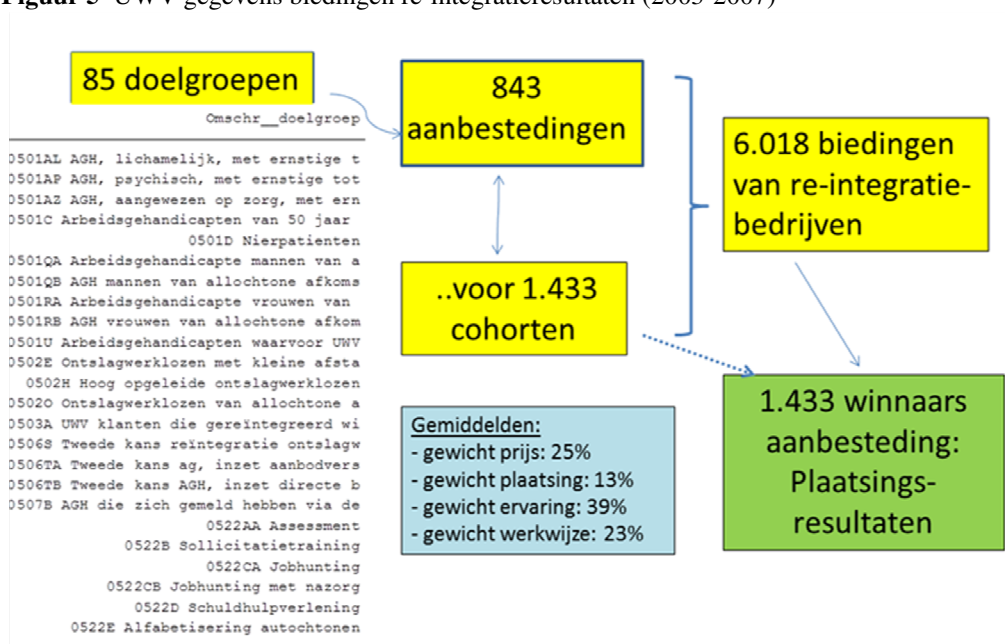 Figuur 5 UWV gegevens biedingen re-integratieresultaten (2003-2007)
85 doelgroepen
Omschr__doelgroep
0501AL AGH, lichamelijk, met ernstige t
0501AP AGH, psychisch, met ernstige tot
0501AZ AGH, aangewezen op zorg, met ern
0501C Arbeidsgehandicapten van 50 jaar
0501D Nierpatienten
0501QA Arbeidsgehandicapte mannen van a
0501QB AGH mannen van allochtone afkoms
0501RA Arbeidsgehandicapte vrouwen van
0501RB AGH vrouwen van allochtone afkom
0501U Arbeidsgehandicapten waarvoor UWV
0502E Ontslagwerklozen met kleine afsta
0502H Hoog opgeleide ontslagwerklozen
0502O Ontslagwerklozen van allochtone a
0503A UWV klanten die gereïntegreerd wi
0506S Tweede kans reïntegratie ontslagw
0506TA Tweede kans ag, inzet aanbodvers
0506TB Tweede kans AGH, inzet directe b
0507B AGH die zich gemeld hebben via de
0522AA Assessment
0522B Sollicitatietraining
0522CA Jobhunting
0522CB Jobhunting met nazorg
0522D Schuldhulpverlening
0522E Alfabetisering autochtonen
843
aanbestedingen
..voor 1.433
cohorten
Gemiddelden:
- gewicht prijs: 25%
- gewicht plaatsing: 13%
- gewicht ervaring: 39%
- gewicht werkwijze: 23%
6.018 biedingen
van re-integratie-
bedrijven
1.433 winnaars
aanbesteding:
Plaatsings-
resultaten